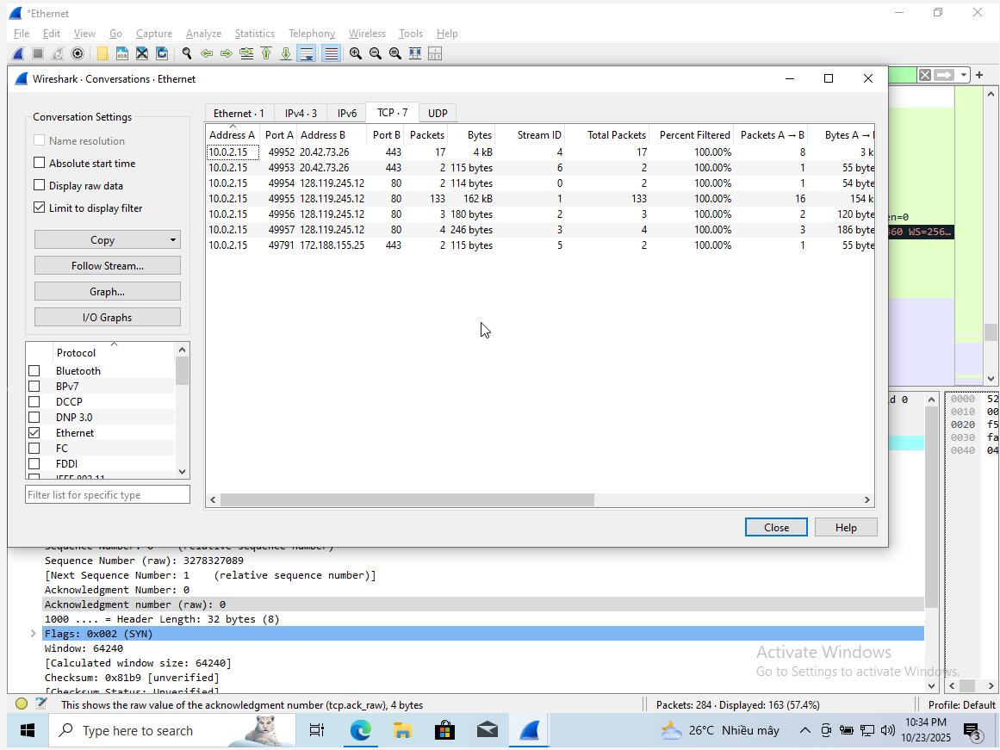 *Ethernet
File Edit View Go Capture Analyze Statistics Telephony Wireless Tools Help
Wireshark · Conversations · Ethernet
Conversation Settings
Name resolution
Absolute start time
Display raw data
Limit to display filter
Copy
Follow Stream...
Graph...
I/O Graphs
Protocol
Bluetooth
BPv7
DCCP
DNP 3.0
Ethernet
FC
FDDI
IEEE 802.11
Filter list for specific type
Ethernet · 1 IPv4 · 3 IPv6 TCP · 7 UDP
Address A Port A Address B Port B Packets Bytes Stream ID Total Packets Percent Filtered Packets A → B Bytes A →
10.0.2.15 49952 20.42.73.26 443 17 4 kB 4 17 100.00% 8 3 k
10.0.2.15 49953 20.42.73.26 443 2 115 bytes 6 2 100.00% 1 55 byte
10.0.2.15 49954 128.119.245.12 80 2 114 bytes 0 2 100.00% 1 54 byte
10.0.2.15 49955 128.119.245.12 80 133 162 kB 1 133 100.00% 16 154 k
10.0.2.15 49956 128.119.245.12 80 3 180 bytes 2 3 100.00% 2 120 byte
10.0.2.15 49957 128.119.245.12 80 4 246 bytes 3 4 100.00% 3 186 byte
10.0.2.15 49791 172.188.155.25 443 2 115 bytes 5 2 100.00% 1 55 byte
Close Help
en=0
460 WS=256…
d 0
0000 52
0010 00
0020 f5
0030 fa
0040 04
Sequence Number: 0 (relative sequence number)
Sequence Number (raw): 3278327089
[Next Sequence Number: 1 (relative sequence number)]
Acknowledgment Number: 0
Acknowledgment number (raw): 0
1000 .... = Header Length: 32 bytes (8)
Flags: 0x002 (SYN)
Window: 64240
[Calculated window size: 64240]
Checksum: 0x81b9 [unverified]
[Checksum Status: Unverified]
Activate Windows
Go to Settings to activate Windows.
This shows the raw value of the acknowledgment number (tcp.ack_raw), 4 bytes
Packets: 284 · Displayed: 163 (57.4%)
Profile: Default
Type here to search
26°C Nhiều mây
10:34 PM
10/23/2025
3